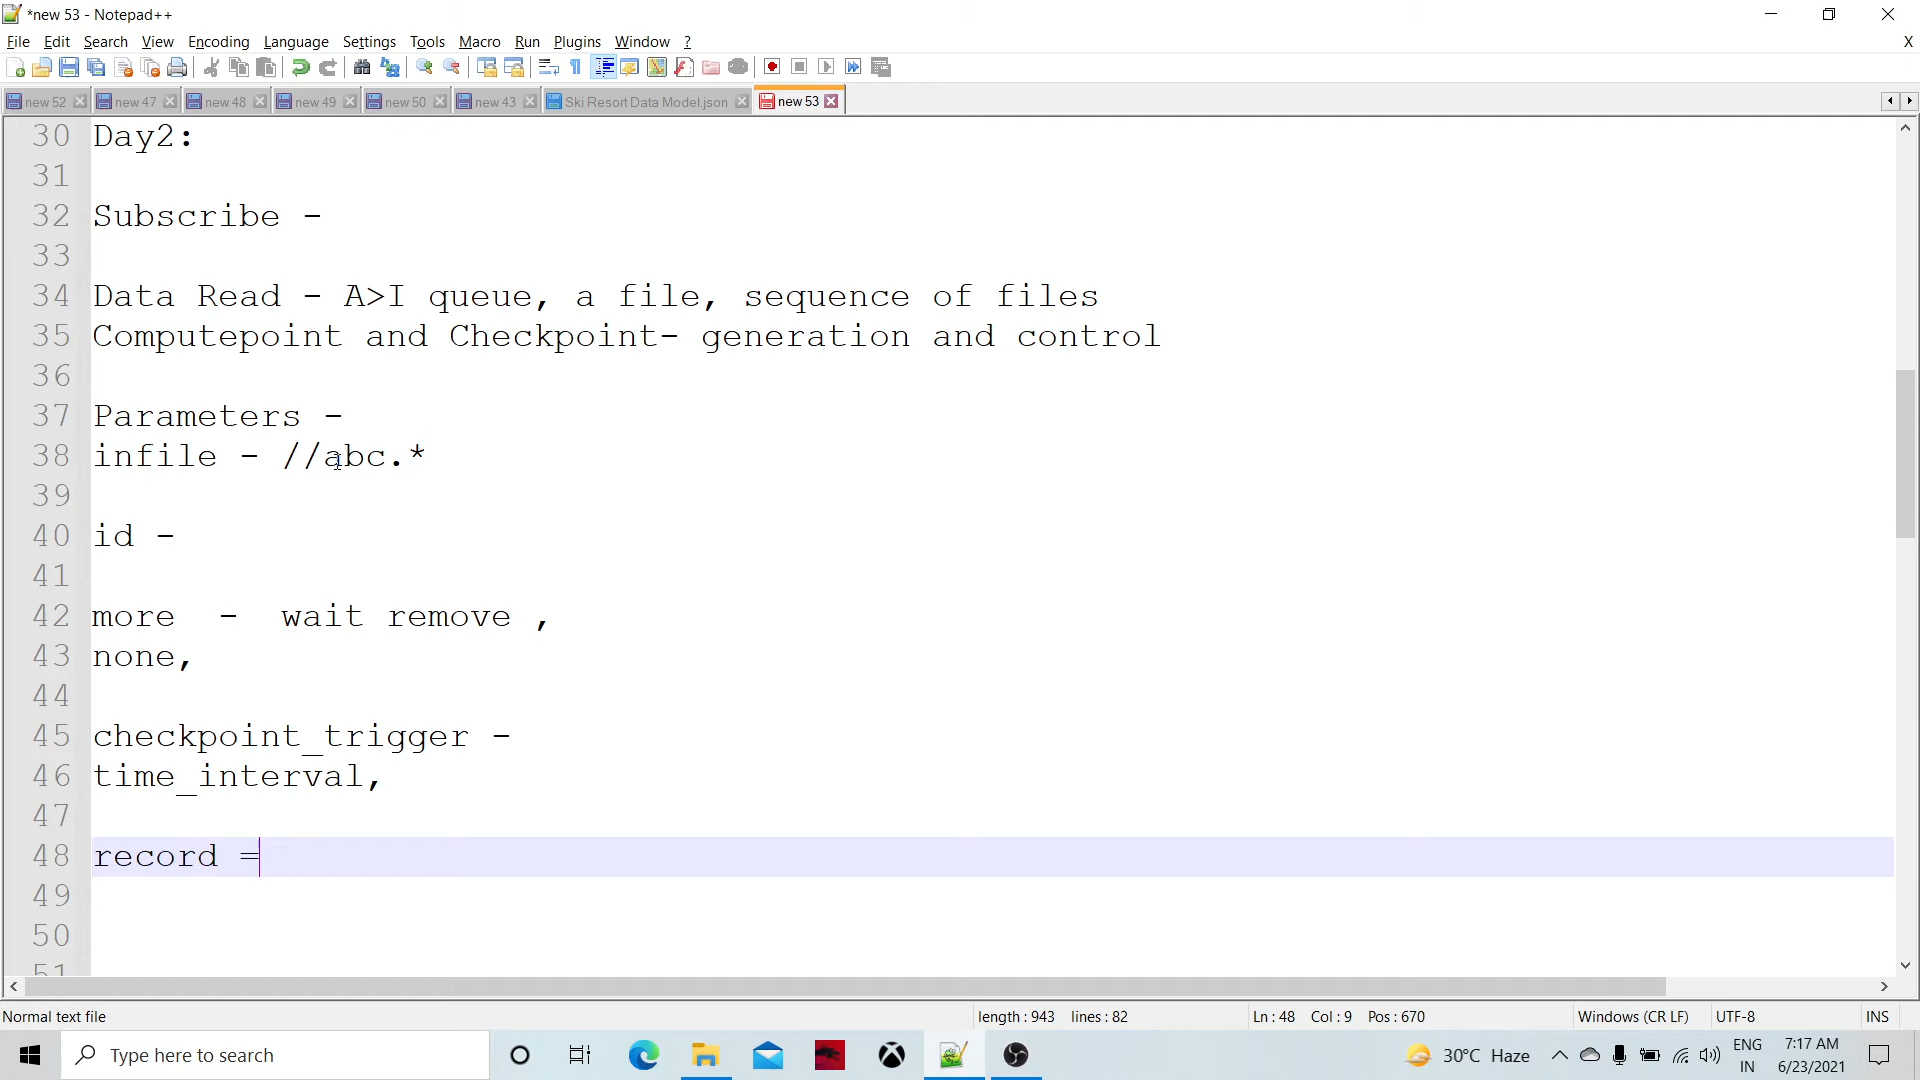 *new 53 - Notepad++
File Edit Search View Encoding Language Settings Tools Macro Run Plugins Window ? X
new 52 new 47 new 48 new 49 new 50 new 43 Ski Resort Data Model.json new 53
30 Day2:
31
32 Subscribe -
33
34 Data Read - A>I queue, a file, sequence of files
35 Computepoint and Checkpoint- generation and control
36
37 Parameters -
38 infile - //abc.*
39
40 id -
41
42 more  -  wait remove ,
43 none,
44
45 checkpoint_trigger -
46 time_interval,
47
48 record =
49
50
51
Normal text file length : 943 lines : 82 Ln : 48 Col : 9 Pos : 670 Windows (CR LF) UTF-8 INS
Type here to search 30°C Haze ENG IN 7:17 AM 6/23/2021